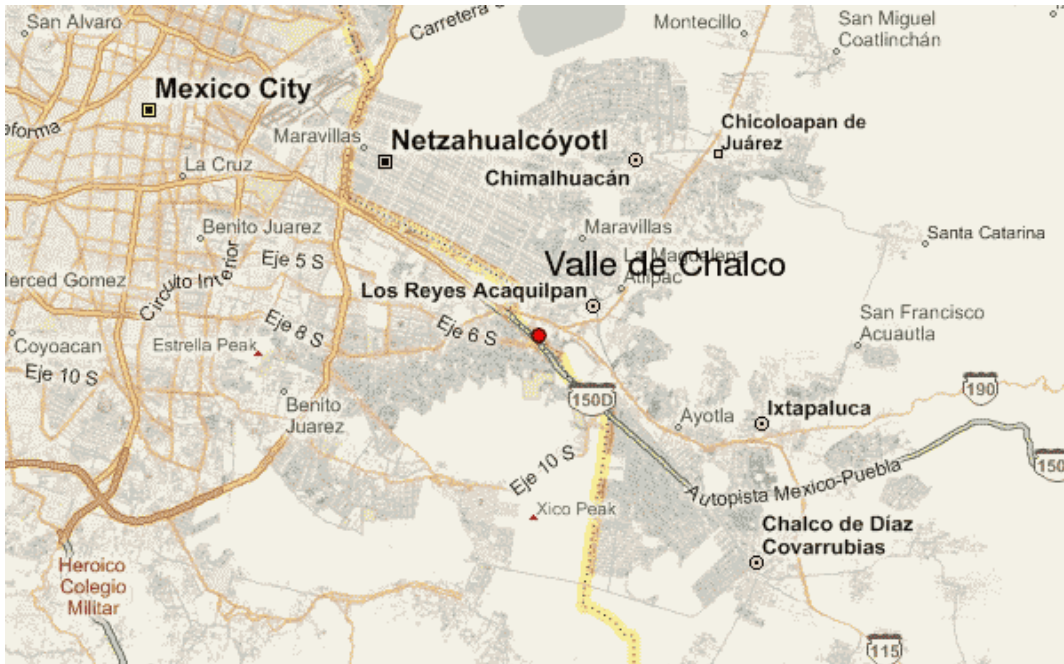 San Alvaro
Carretera
Montecillo
San Miguel
Coatlinchán
Mexico City
eforma
Maravillas
Netzahualcóyotl
Chicoloapan de
Juárez
La Cruz
Chimalhuacán
Benito Juarez
Maravillas
Santa Catarina
Eje 5 S
Valle de Chalco
La Magdalena
Atlipac
Merced Gomez
Circuito Interior
Los Reyes Acaquilpan
San Francisco
Acuautla
Coyoacan
Estrella Peak
Eje 8 S
Eje 6 S
Eje 10 S
150D
190
Benito
Juarez
Ayotla
Ixtapaluca
Eje 10 S
150
Autopista Mexico-Puebla
Xico Peak
Chalco de Díaz
Covarrubias
Heroico
Colegio
Militar
115